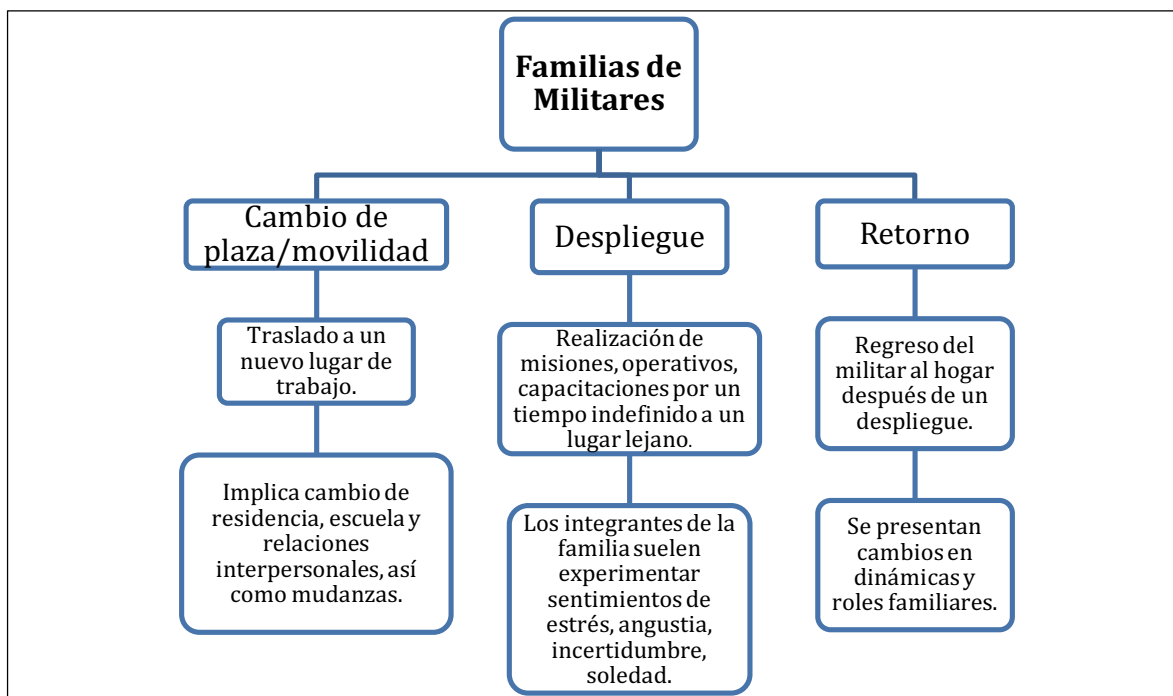 Familias de
Militares
Cambio de
plaza/movilidad
Traslado a un
nuevo lugar de
trabajo.
Implica cambio de
residencia, escuela y
relaciones
interpersonales, así
como mudanzas.
Despliegue
Realización de
misiones, operativos,
capacitaciones por un
tiempo indefinido a un
lugar lejano.
Los integrantes de la
familia suelen
experimentar
sentimientos de
estrés, angustia,
incertidumbre,
soledad.
Retorno
Regreso del
militar al hogar
después de un
despliegue.
Se presentan
cambios en
dinámicas y
roles familiares.